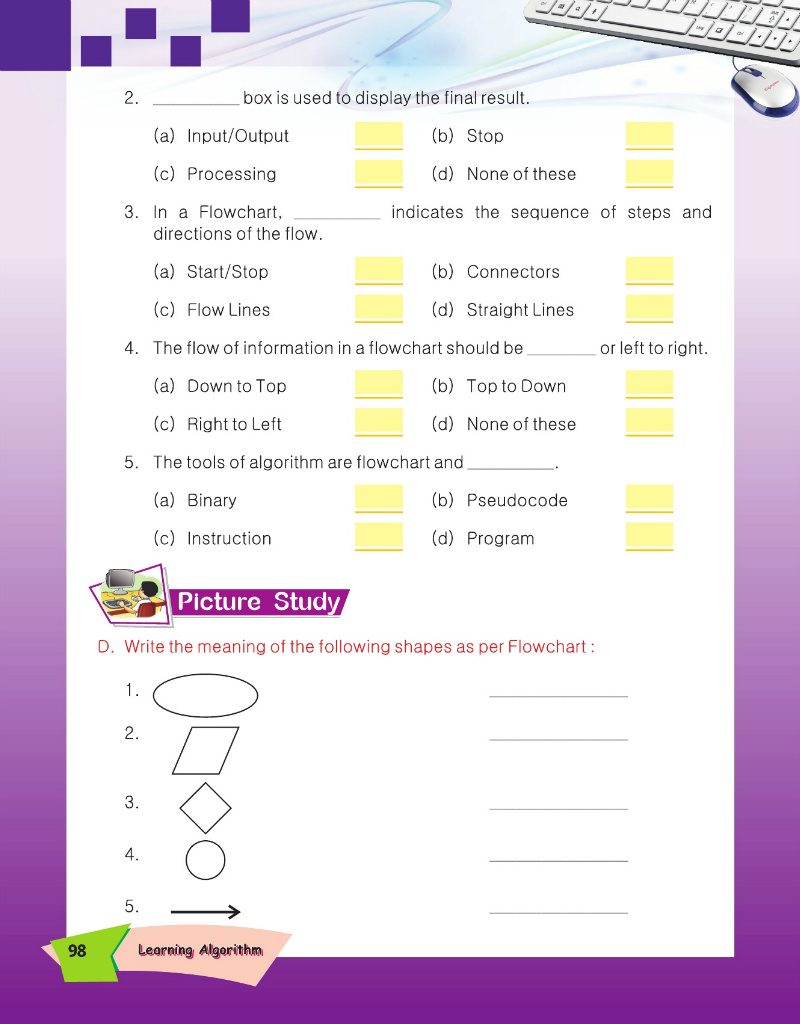 2. __________ box is used to display the final result.
(a) Input/Output (b) Stop
(c) Processing (d) None of these
3. In a Flowchart, __________ indicates the sequence of steps and
directions of the flow.
(a) Start/Stop (b) Connectors
(c) Flow Lines (d) Straight Lines
4. The flow of information in a flowchart should be ________ or left to right.
(a) Down to Top (b) Top to Down
(c) Right to Left (d) None of these
5. The tools of algorithm are flowchart and __________.
(a) Binary (b) Pseudocode
(c) Instruction (d) Program
Picture Study
D. Write the meaning of the following shapes as per Flowchart :
1. ________________
2. ________________
3. ________________
4. ________________
5. ________________
98 Learning Algorithm